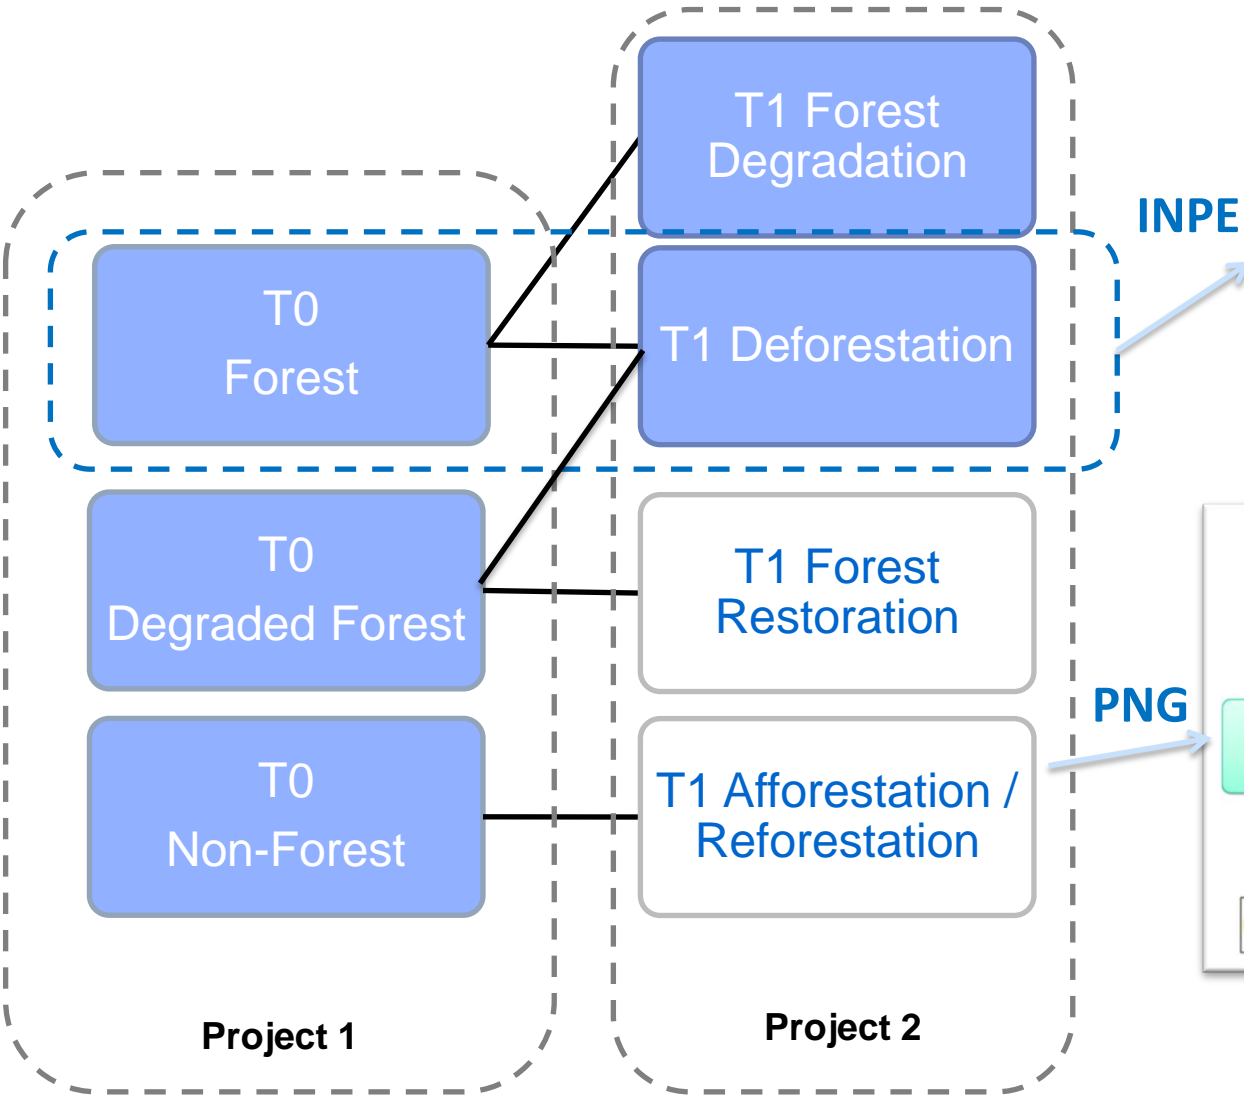 T1 Forest
Degradation
INPE
T0
Forest
T1 Deforestation
T0
Degraded Forest
T1 Forest
Restoration
PNG
T0
Non-Forest
T1 Afforestation /
Reforestation
Project 1
Project 2